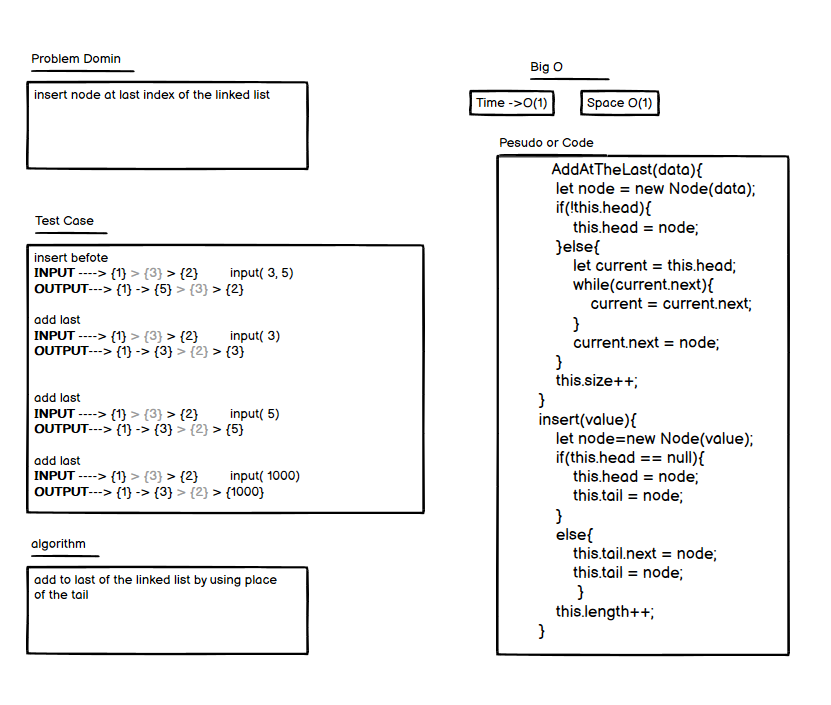 Problem Domin
insert node at last index of the linked list
Test Case
insert befote
INPUT ----> {1} > {3} > {2} input( 3, 5)
OUTPUT---> {1} -> {5} > {3} > {2}
add last
INPUT ----> {1} > {3} > {2} input( 3)
OUTPUT---> {1} -> {3} > {2} > {3}
add last
INPUT ----> {1} > {3} > {2} input( 5)
OUTPUT---> {1} -> {3} > {2} > {5}
add last
INPUT ----> {1} > {3} > {2} input( 1000)
OUTPUT---> {1} -> {3} > {2} > {1000}
algorithm
add to last of the linked list by using place
of the tail
Big O
Time ->O(1)
Space O(1)
Pesudo or Code
AddAtTheLast(data){
let node = new Node(data);
if(!this.head){
this.head = node;
}else{
let current = this.head;
while(current.next){
current = current.next;
}
current.next = node;
}
this.size++;
}
insert(value){
let node=new Node(value);
if(this.head == null){
this.head = node;
this.tail = node;
}
else{
this.tail.next = node;
this.tail = node;
}
this.length++;
}